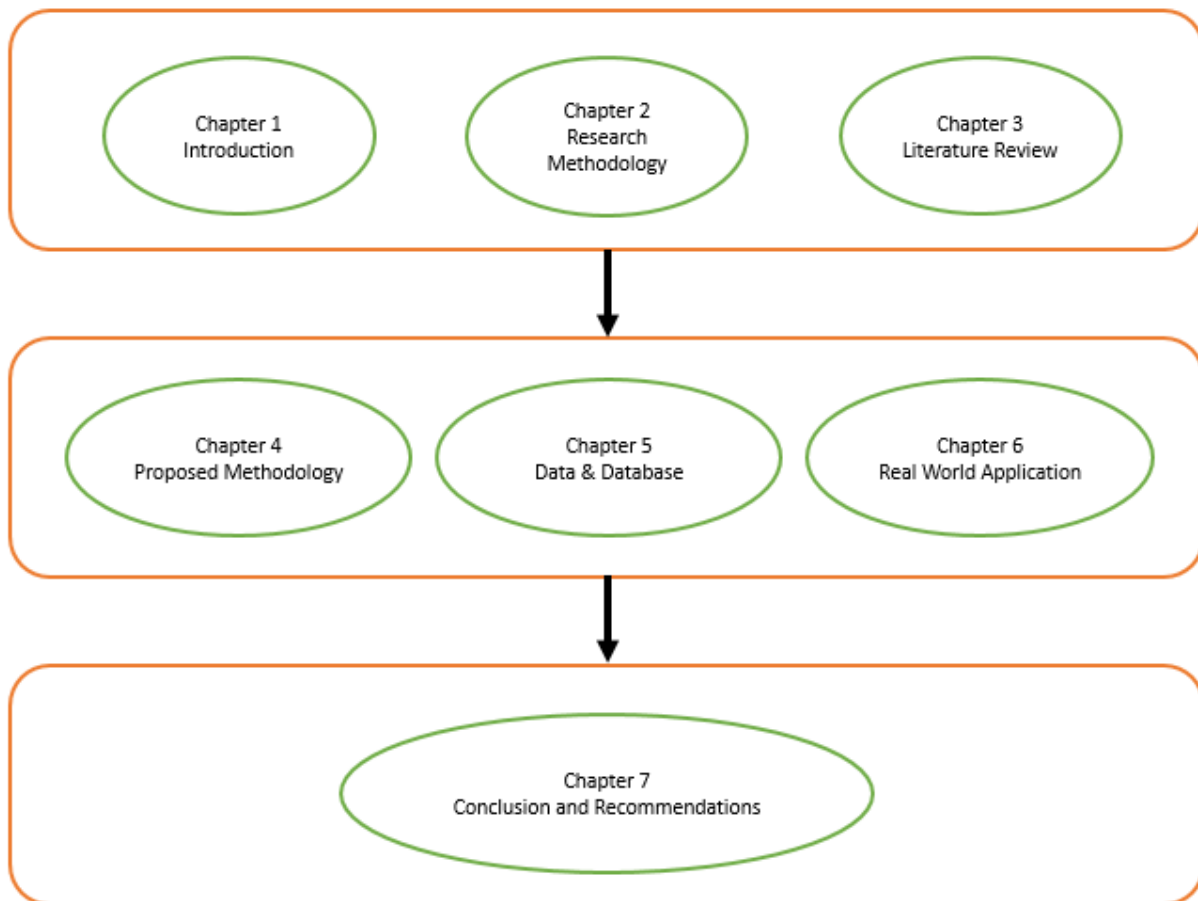 Chapter 1
Introduction
Chapter 2
Research
Methodology
Chapter 3
Literature Review
Chapter 4
Proposed Methodology
Chapter 5
Data & Database
Chapter 6
Real World Application
Chapter 7
Conclusion and Recommendations